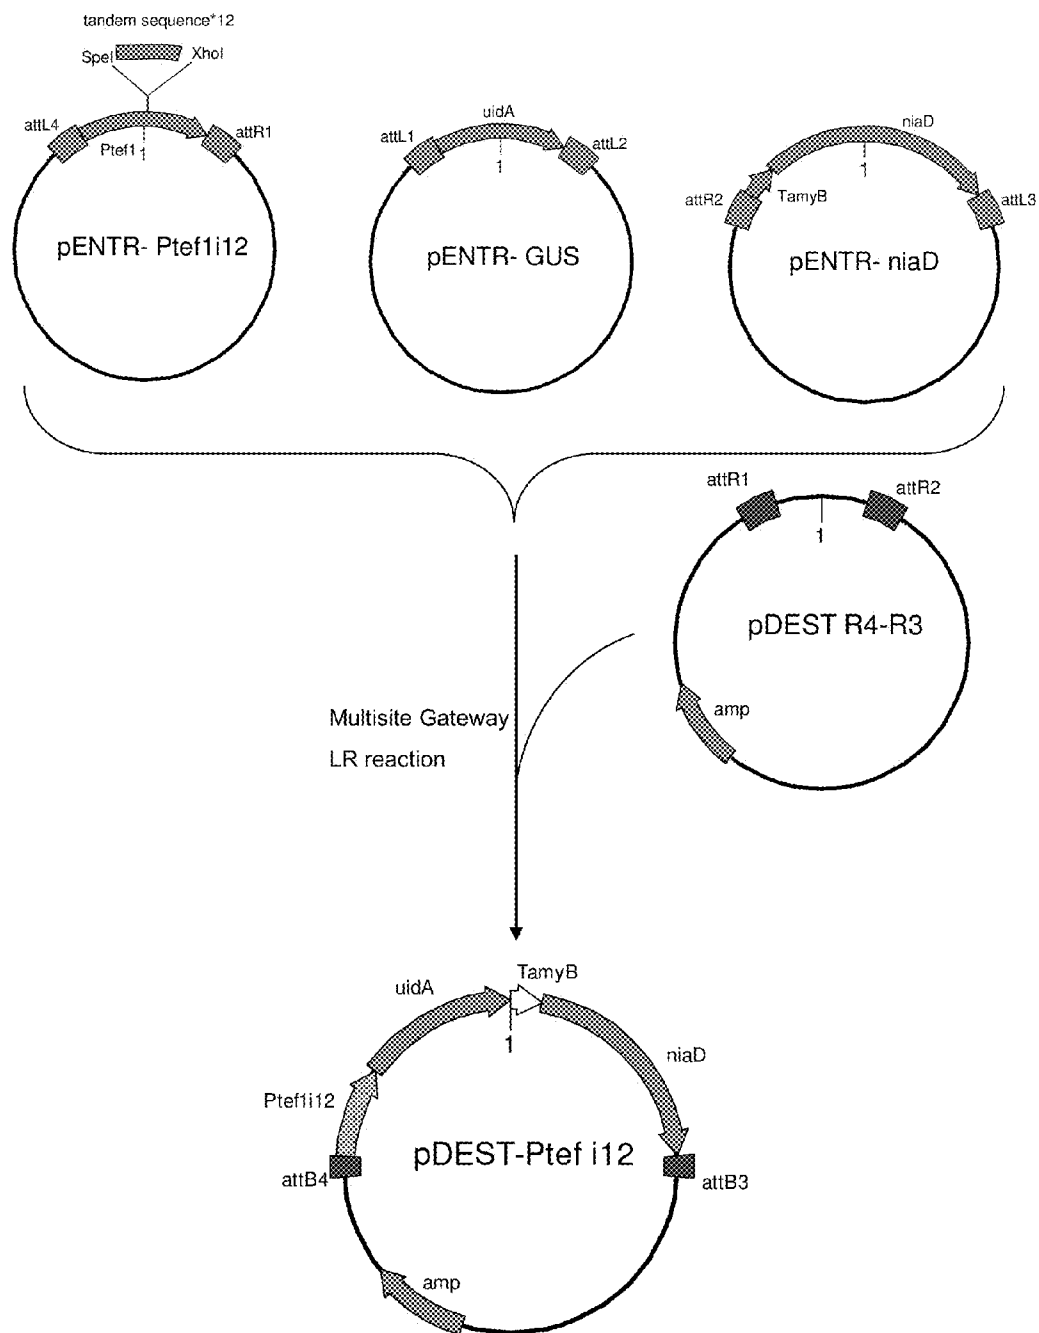 tandem sequence*12
SpeI
XhoI
attL4
attR1
Ptef1
1
pENTR- Ptef1i12
uidA
attL1
attL2
1
pENTR- GUS
niaD
1
attR2
TamyB
attL3
pENTR- niaD
attR1
attR2
1
pDEST R4-R3
amp
Multisite Gateway
LR reaction
TamyB
uidA
1
niaD
Ptef1i12
pDEST-Ptef i12
attB4
attB3
amp